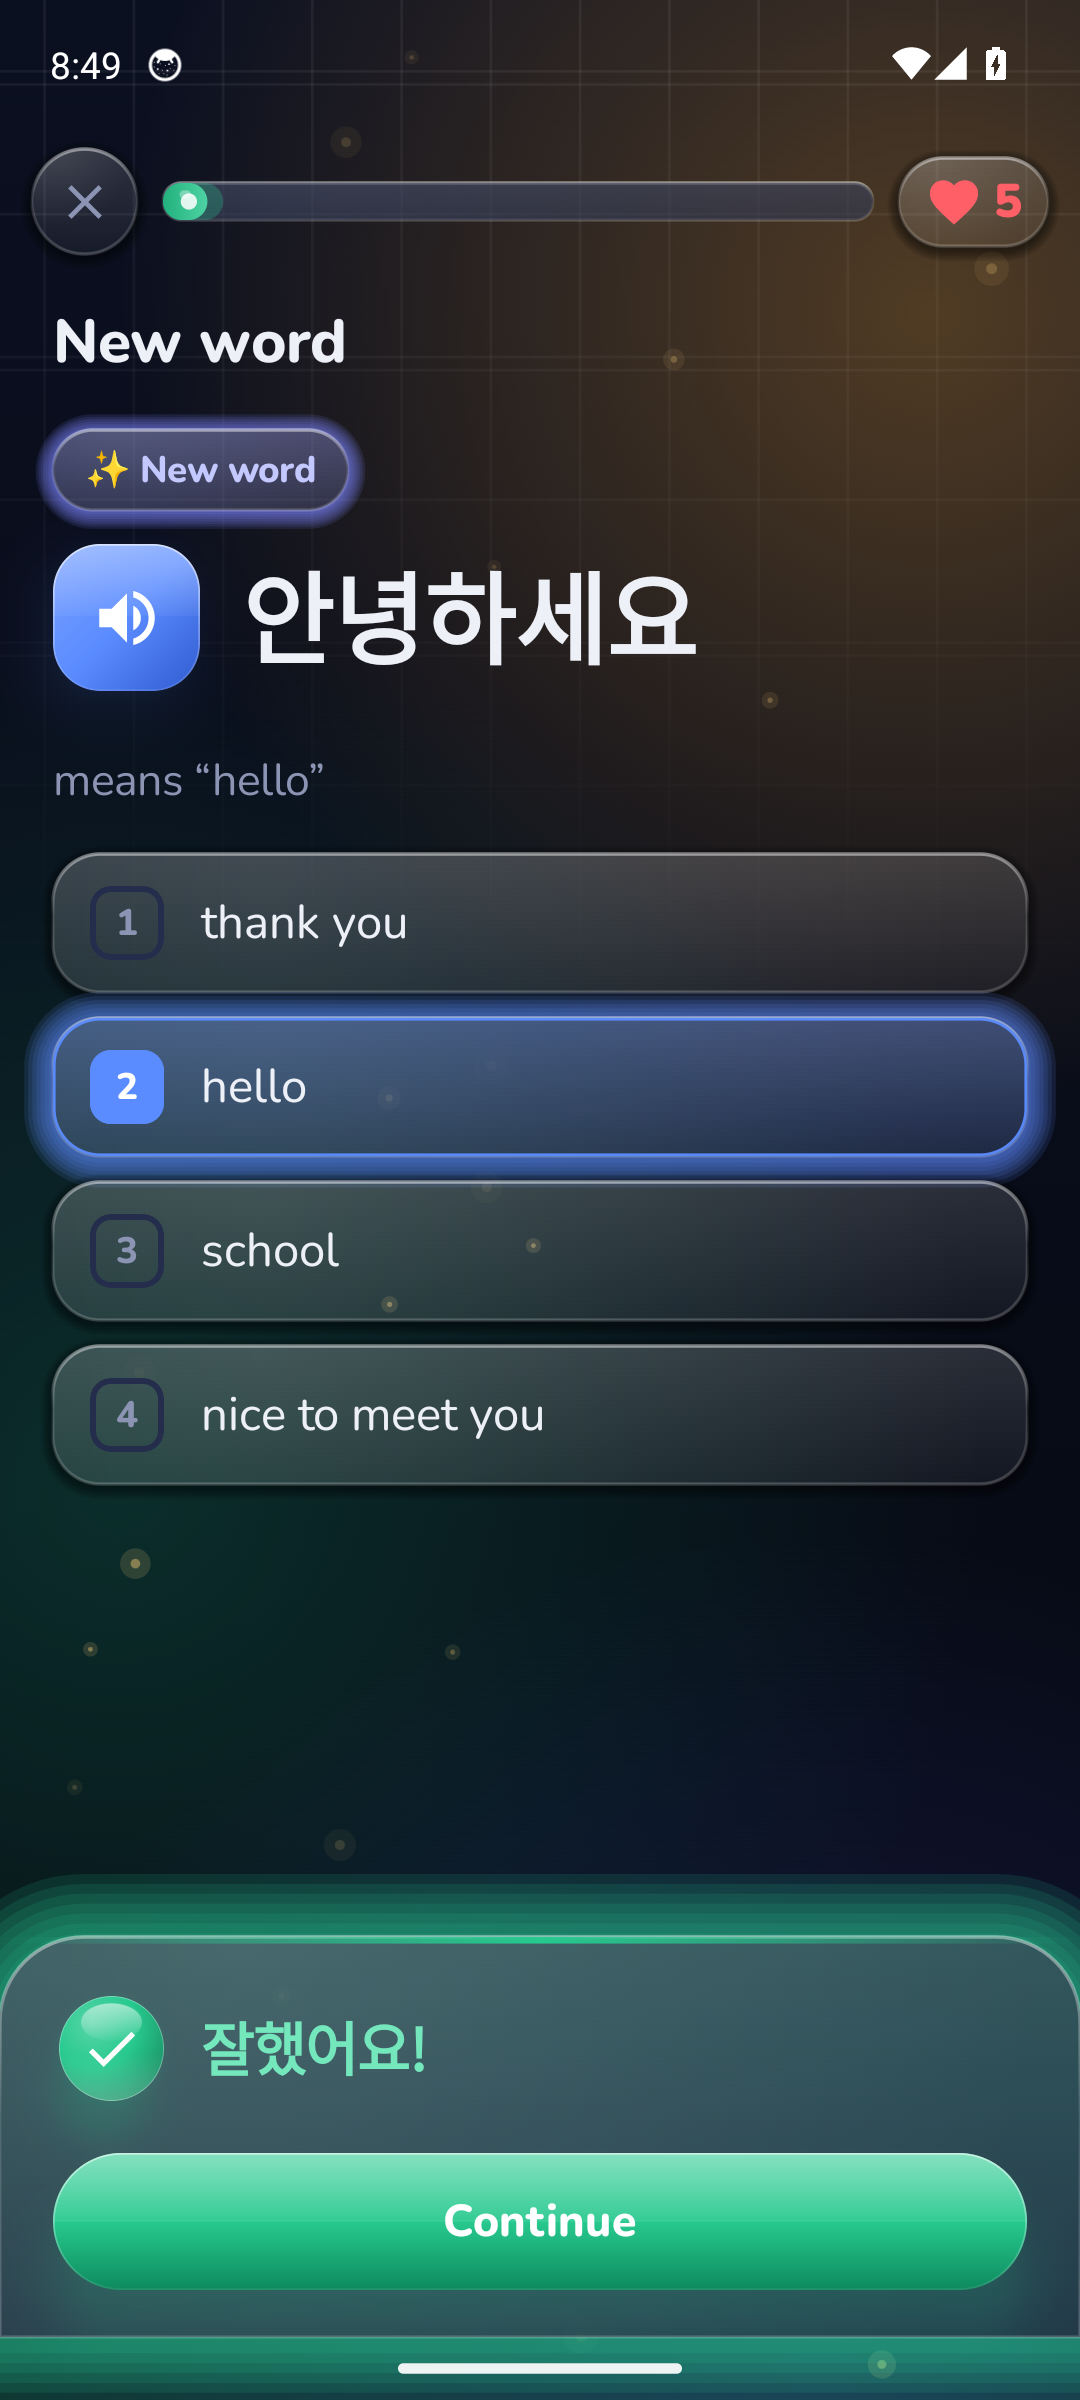 8:49
5
New word
✨ New word
안녕하세요
means “hello”
1 thank you
2 hello
3 school
4 nice to meet you
잘했어요!
Continue